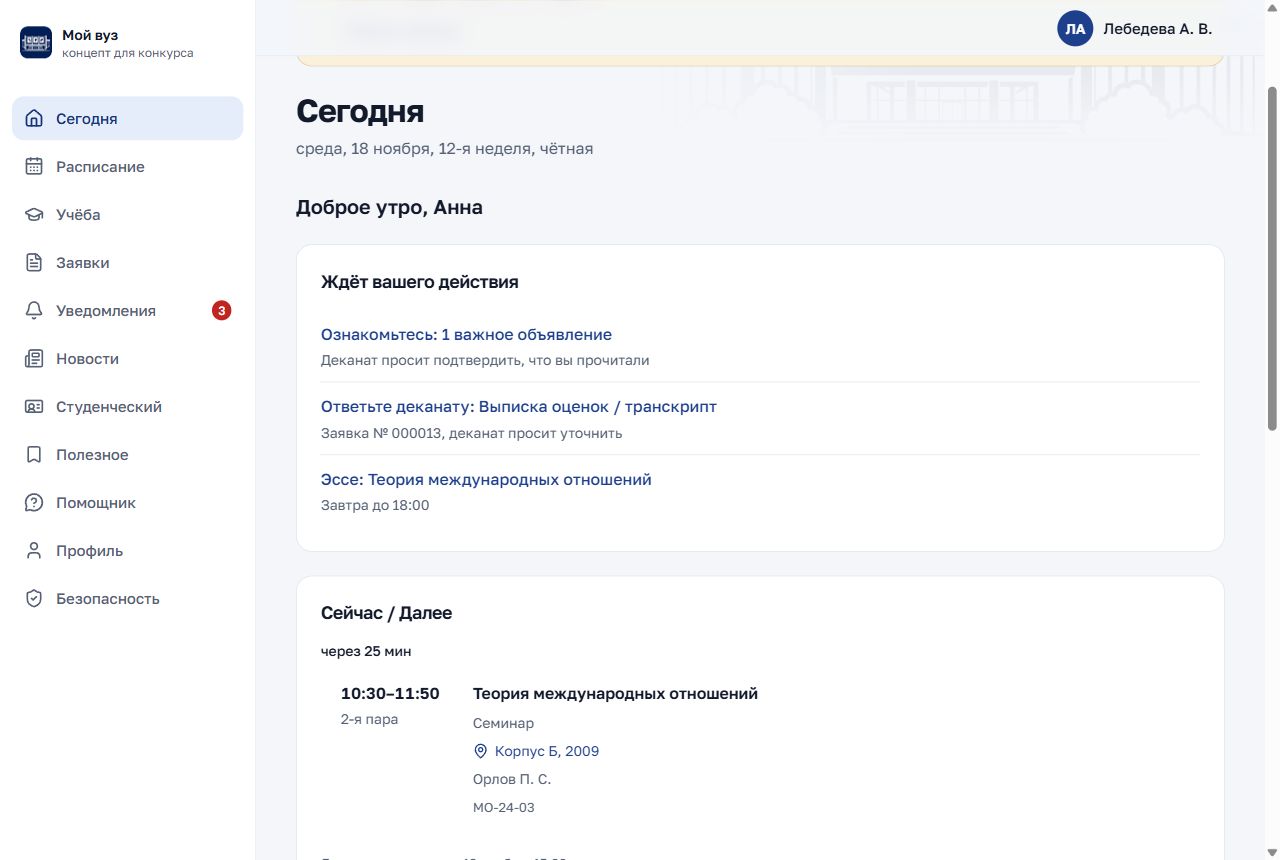 Мой вуз
концепт для конкурса
ЛА
Лебедева А. В.
Сегодня
Расписание
Учёба
Заявки
Уведомления
3
Новости
Студенческий
Полезное
Помощник
Профиль
Безопасность
Сегодня
среда, 18 ноября, 12-я неделя, чётная
Доброе утро, Анна
Ждёт вашего действия
Ознакомьтесь: 1 важное объявление
Деканат просит подтвердить, что вы прочитали
Ответьте деканату: Выписка оценок / транскрипт
Заявка № 000013, деканат просит уточнить
Эссе: Теория международных отношений
Завтра до 18:00
Сейчас / Далее
через 25 мин
10:30–11:50
2-я пара
Теория международных отношений
Семинар
Корпус Б, 2009
Орлов П. С.
МО-24-03